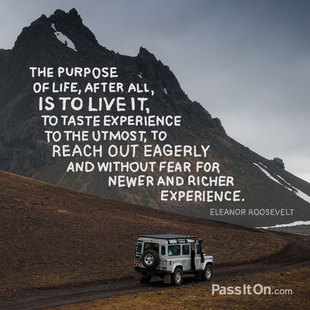 THE PURPOSE
OF LIFE, AFTER ALL,
IS TO LIVE IT,
TO TASTE EXPERIENCE
TO THE UTMOST, TO
REACH OUT EAGERLY
AND WITHOUT FEAR FOR
NEWER AND RICHER
EXPERIENCE.
ELEANOR ROOSEVELT
PassItOn.com